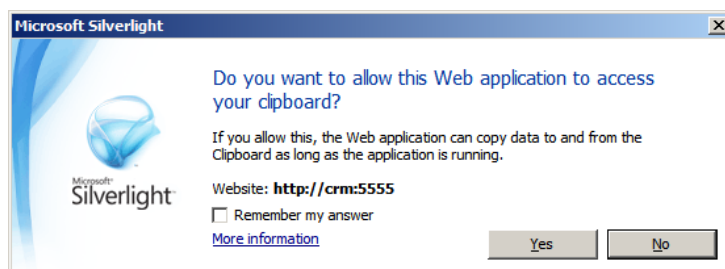 Microsoft Silverlight
Do you want to allow this Web application to access
your clipboard?
If you allow this, the Web application can copy data to and from the
Clipboard as long as the application is running.
Microsoft®
Silverlight™
Website: http://crm:5555
Remember my answer
More information
Yes
No